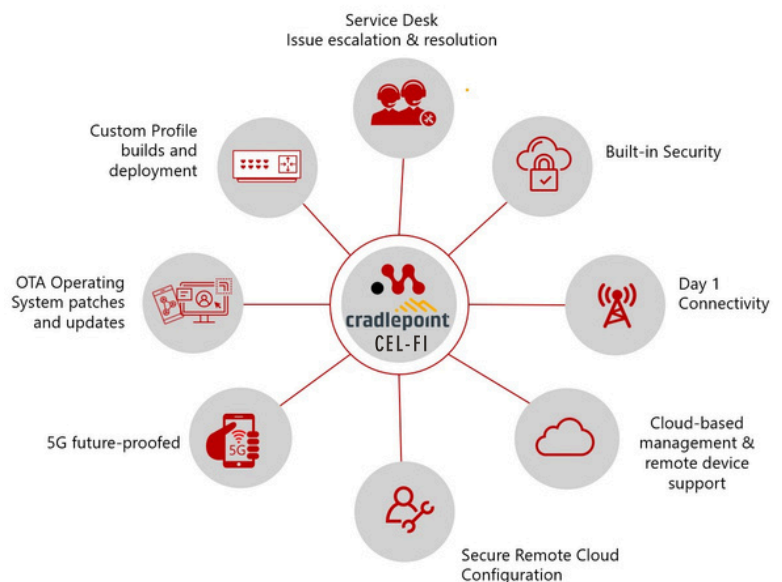 Service Desk
Issue escalation & resolution
Custom Profile
builds and
deployment
Built-in Security
OTA Operating
System patches
and updates
cradlepoint
CEL-FI
Day 1
Connectivity
5G future-proofed
5G
Cloud-based
management &
remote device
support
Secure Remote Cloud
Configuration